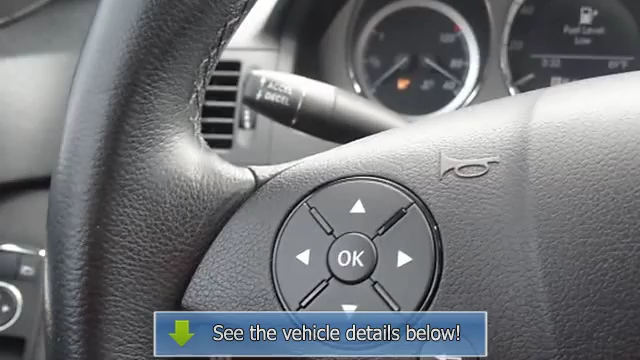 Fuel Level
Low
ACCEL
DECEL
OK
See the vehicle details below!